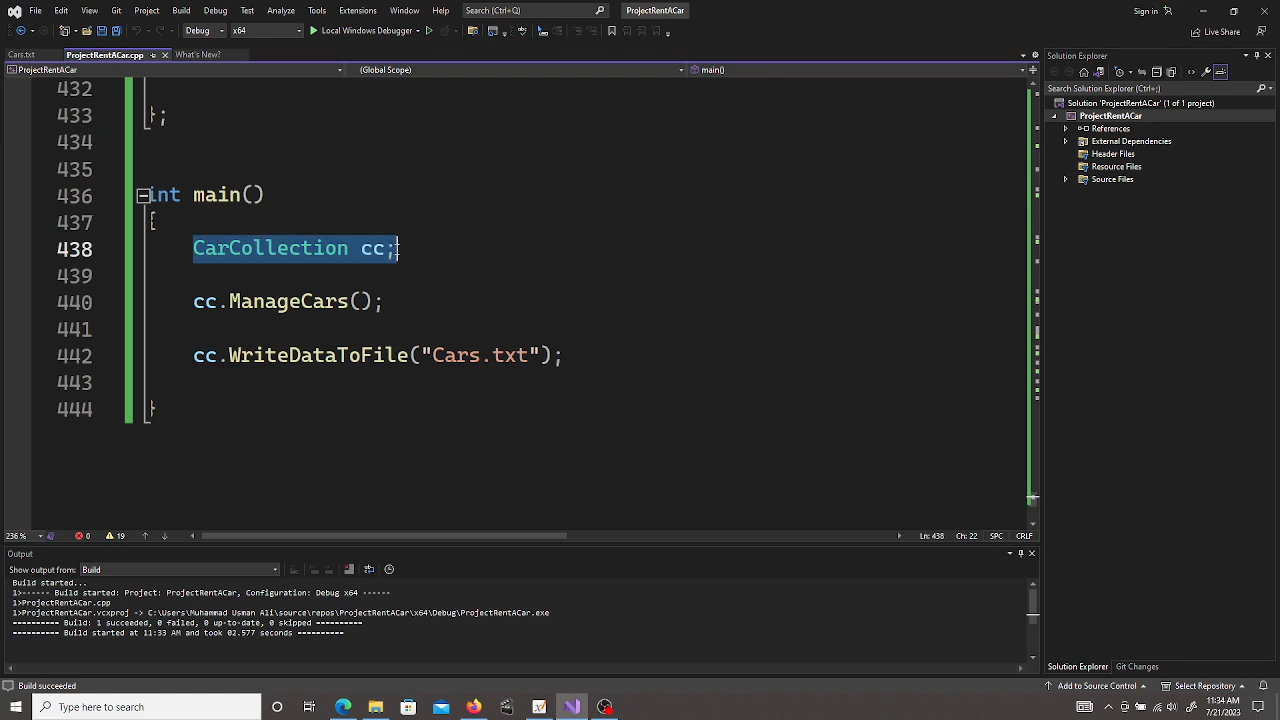 File Edit View Git Project Build Debug Test Analyze Tools Extensions Window Help Search (Ctrl+Q) ProjectRentACar Sign in
Debug x64 Local Windows Debugger Live Share
Cars.txt ProjectRentACar.cpp What's New?
ProjectRentACar (Global Scope) main()
432
433 };
434
435
436 int main()
437 {
438 CarCollection cc;
439
440 cc.ManageCars();
441
442 cc.WriteDataToFile("Cars.txt");
443
444 }
236 % 0 19 Ln: 438 Ch: 22 SPC CRLF
Output
Show output from: Build
Build started...
1>------ Build started: Project: ProjectRentACar, Configuration: Debug x64 ------
1>ProjectRentACar.cpp
1>ProjectRentACar.vcxproj -> C:\Users\Muhammad Usman Ali\source\repos\ProjectRentACar\x64\Debug\ProjectRentACar.exe
========== Build: 1 succeeded, 0 failed, 0 up-to-date, 0 skipped ==========
========== Build started at 11:33 AM and took 02.577 seconds ==========
Solution Explorer
Search Solution Explorer (Ctrl+;)
Solution 'ProjectRentACar' (1 of 1 project)
ProjectRentACar
References
External Dependencies
Header Files
Resource Files
Source Files
Solution Explorer Git Changes
Build succeeded Add to Source Control Select Repository
Type here to search
11:34 AM
7/21/2023